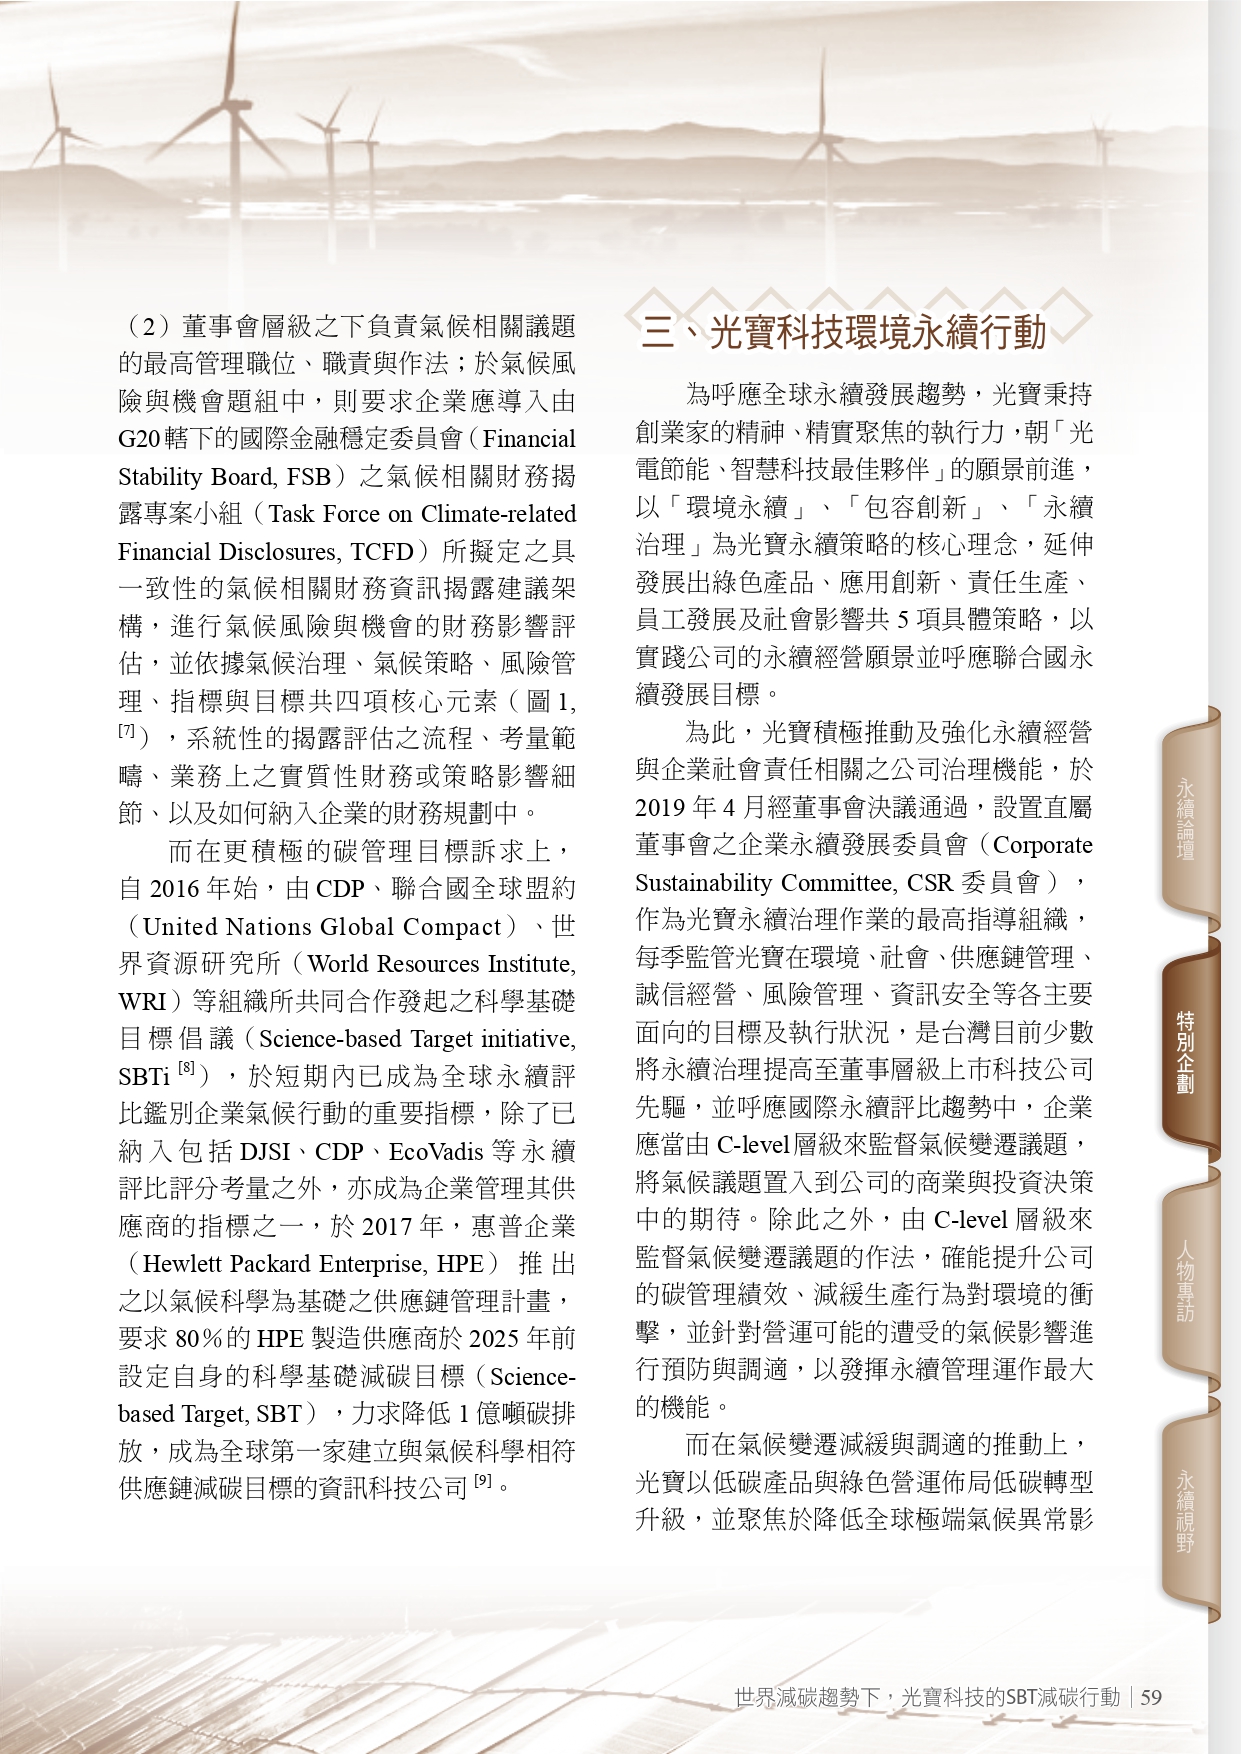 （2）董事會層級之下負責氣候相關議題
的最高管理職位、職責與作法；於氣候風
險與機會題組中，則要求企業應導入由
G20 轄下的國際金融穩定委員會（Financial
Stability Board, FSB）之氣候相關財務揭
露專案小組（Task Force on Climate-related
Financial Disclosures, TCFD）所擬定之具
一致性的氣候相關財務資訊揭露建議架
構，進行氣候風險與機會的財務影響評
估，並依據氣候治理、氣候策略、風險管
理、指標與目標共四項核心元素（圖 1,
[7]），系統性的揭露評估之流程、考量範
疇、業務上之實質性財務或策略影響細
節、以及如何納入企業的財務規劃中。
而在更積極的碳管理目標訴求上，
自 2016 年始，由 CDP、聯合國全球盟約
（United Nations Global Compact）、世
界資源研究所（World Resources Institute,
WRI）等組織所共同合作發起之科學基礎
目標倡議（Science-based Target initiative,
SBTi [8]），於短期內已成為全球永續評
比鑑別企業氣候行動的重要指標，除了已
納入包括 DJSI、CDP、EcoVadis 等永續
評比評分考量之外，亦成為企業管理其供
應商的指標之一，於 2017 年，惠普企業
（Hewlett Packard Enterprise, HPE）推出
之以氣候科學為基礎之供應鏈管理計畫，
要求 80%的 HPE 製造供應商於 2025 年前
設定自身的科學基礎減碳目標（Science-
based Target, SBT），力求降低 1 億噸碳排
放，成為全球第一家建立與氣候科學相符
供應鏈減碳目標的資訊科技公司 [9]。
三、光寶科技環境永續行動
為呼應全球永續發展趨勢，光寶秉持
創業家的精神、精實聚焦的執行力，朝「光
電節能、智慧科技最佳夥伴」的願景前進，
以「環境永續」、「包容創新」、「永續
治理」為光寶永續策略的核心理念，延伸
發展出綠色產品、應用創新、責任生產、
員工發展及社會影響共 5 項具體策略，以
實踐公司的永續經營願景並呼應聯合國永
續發展目標。
為此，光寶積極推動及強化永續經營
與企業社會責任相關之公司治理機能，於
2019 年 4 月經董事會決議通過，設置直屬
董事會之企業永續發展委員會（Corporate
Sustainability Committee, CSR 委員會），
作為光寶永續治理作業的最高指導組織，
每季監管光寶在環境、社會、供應鏈管理、
誠信經營、風險管理、資訊安全等各主要
面向的目標及執行狀況，是台灣目前少數
將永續治理提高至董事層級上市科技公司
先驅，並呼應國際永續評比趨勢中，企業
應當由 C-level 層級來監督氣候變遷議題，
將氣候議題置入到公司的商業與投資決策
中的期待。除此之外，由 C-level 層級來
監督氣候變遷議題的作法，確能提升公司
的碳管理績效、減緩生產行為對環境的衝
擊，並針對營運可能的遭受的氣候影響進
行預防與調適，以發揮永續管理運作最大
的機能。
而在氣候變遷減緩與調適的推動上，
光寶以低碳產品與綠色營運佈局低碳轉型
升級，並聚焦於降低全球極端氣候異常影
永續論壇
特別企劃
人物專訪
永續視野
世界減碳趨勢下，光寶科技的SBT減碳行動｜59